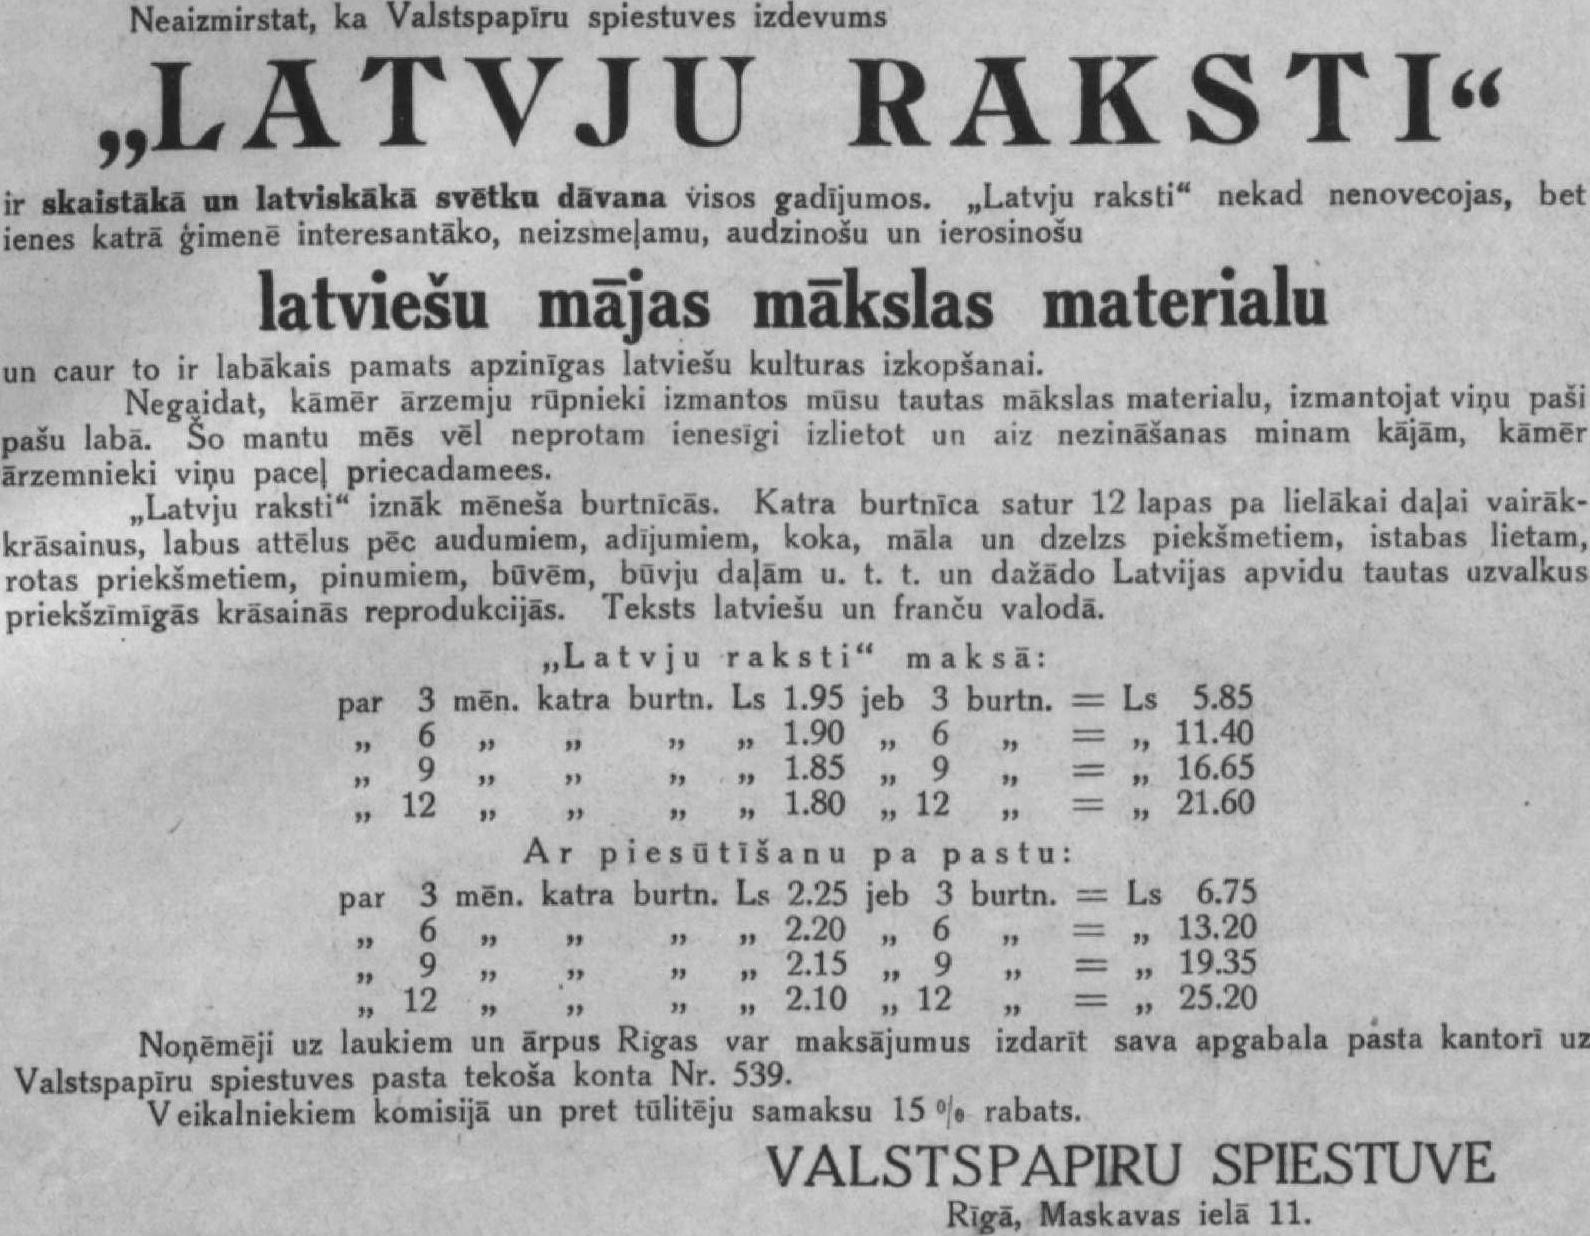 Neaizmirstat, ka Valstspapīru spiestuves izdevums
„LATVJU RAKSTI“
ir skaistākā un latviskākā svētku dāvana visos gadījumos. „Latvju raksti“ nekad nenovecojas, bet
ienes katrā ģimenē interesantāko, neizsmeļamu, audzinošu un ierosinošu
latviešu mājas mākslas materialu
un caur to ir labākais pamats apzinīgas latviešu kulturas izkopšanai.
Negaidat, kāmēr ārzemju rūpnieki izmantos mūsu tautas mākslas materialu, izmantojat viņu paši
pašu labā. Šo mantu mēs vēl neprotam ienesīgi izlietot un aiz nezināšanas minam kājām, kāmēr
ārzemnieki viņu paceļ priecadamees.
„Latvju raksti“ iznāk mēneša burtnīcās. Katra burtnīca satur 12 lapas pa lielākai daļai vairāk-
krāsainus, labus attēlus pēc audumiem, adījumiem, koka, māla un dzelzs piekšmetiem, istabas lietam,
rotas priekšmetiem, pinumiem, būvēm, būvju daļām u. t. t. un dažādo Latvijas apvidu tautas uzvalkus
priekšzīmīgās krāsainās reprodukcijās. Teksts latviešu un franču valodā.
„Latvju raksti“ maksā:
par 3 mēn. katra burtn. Ls 1.95 jeb 3 burtn. = Ls 5.85
„ 6 „ „ „ „ 1.90 „ 6 „ = „ 11.40
„ 9 „ „ „ „ 1.85 „ 9 „ = „ 16.65
„ 12 „ „ „ „ 1.80 „ 12 „ = „ 21.60
Ar piesūtīšanu pa pastu:
par 3 mēn. katra burtn. Ls 2.25 jeb 3 burtn. = Ls 6.75
„ 6 „ „ „ „ 2.20 „ 6 „ = „ 13.20
„ 9 „ „ „ „ 2.15 „ 9 „ = „ 19.35
„ 12 „ „ „ „ 2.10 „ 12 „ = „ 25.20
Noņēmēji uz laukiem un ārpus Rīgas var maksājumus izdarīt sava apgabala pasta kantorī uz
Valstspapīru spiestuves pasta tekoša konta Nr. 539.
Veikalniekiem komisijā un pret tūlitēju samaksu 15 % rabats.
VALSTSPAPIRU SPIESTUVE
Rīgā, Maskavas ielā 11.